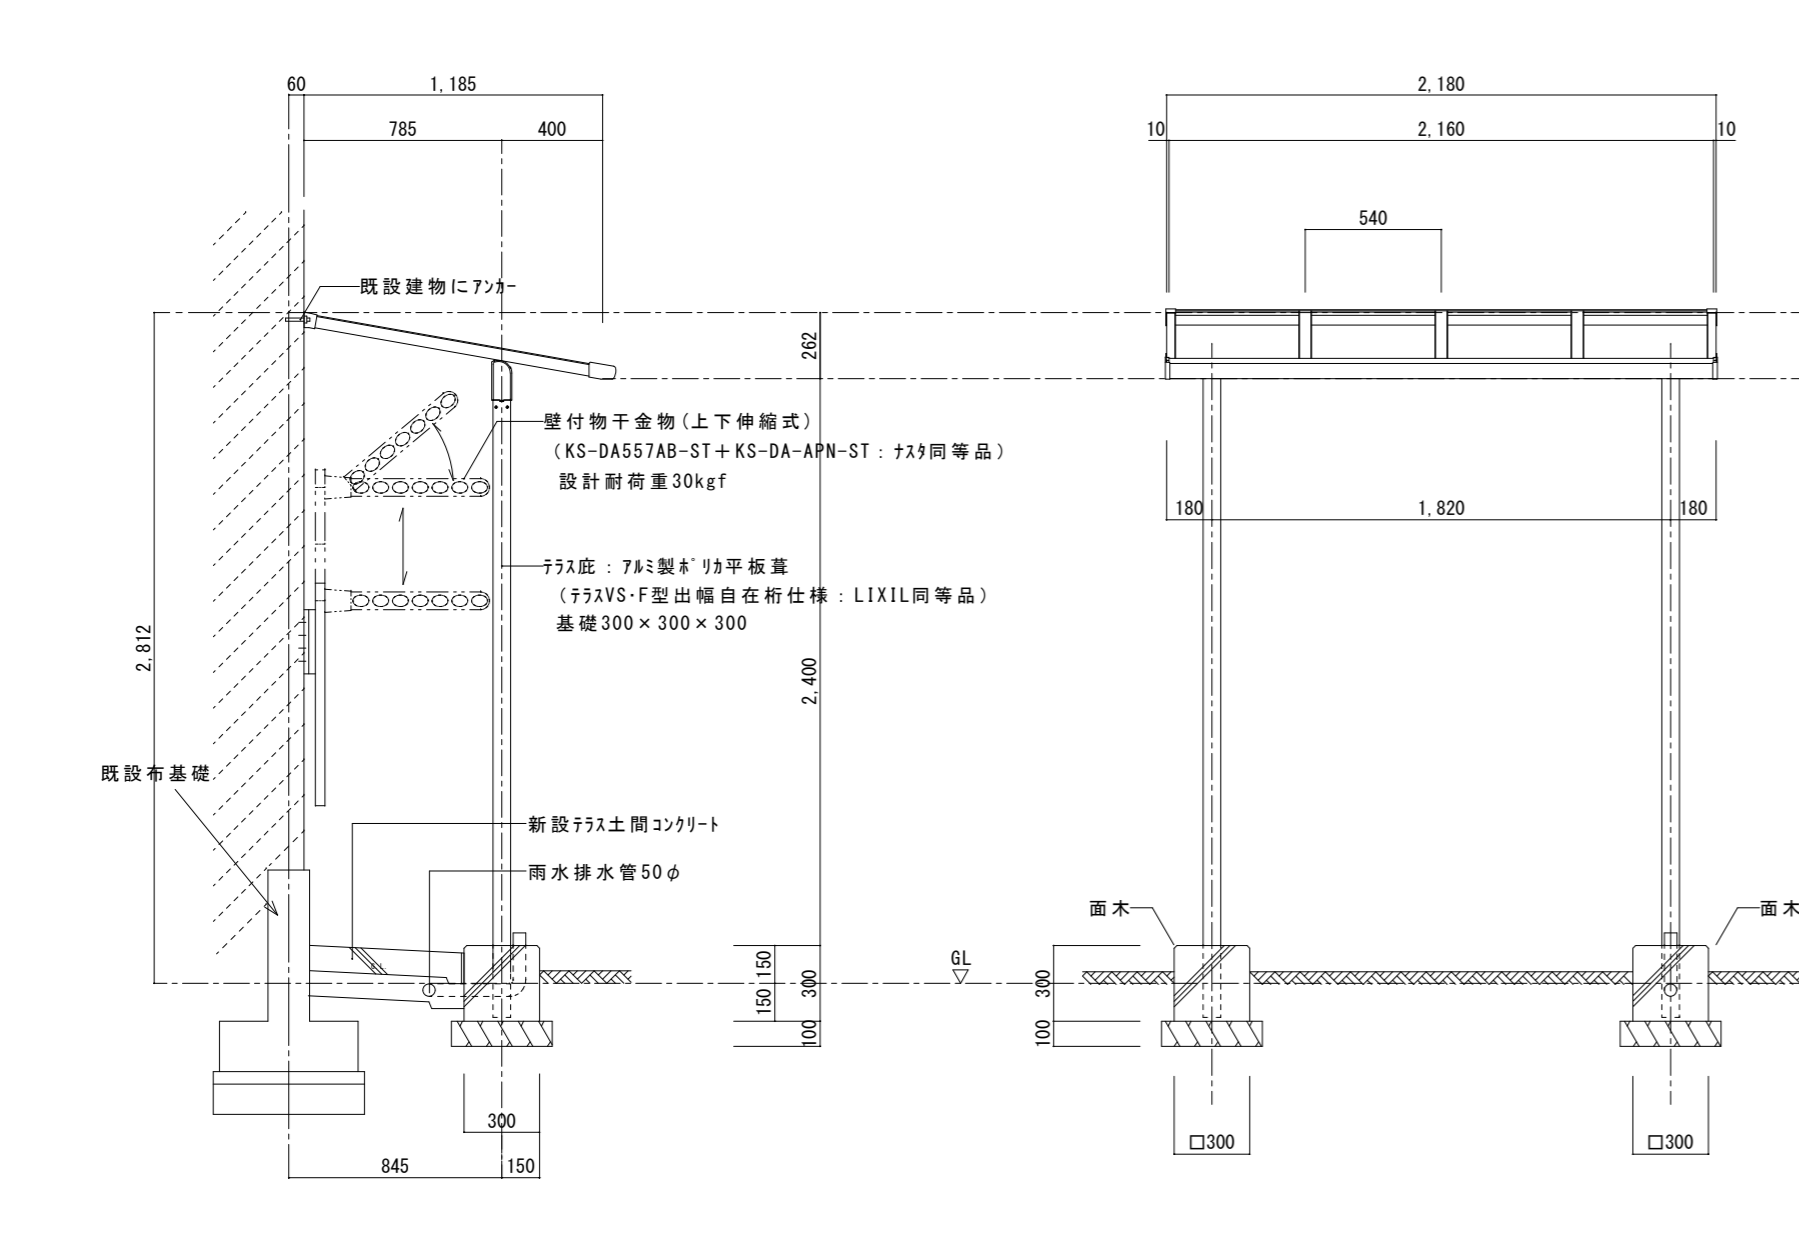 60
1,185
785
400
2,180
10
2,160
10
540
既設建物にｱﾝｶｰ
262
壁付物干金物(上下伸縮式)
（KS-DA557AB-ST＋KS-DA-APN-ST：ﾅｽﾀ同等品）
設計耐荷重30kgf
180
1,820
180
ﾃﾗｽ庇：ｱﾙﾐ製ﾎﾟﾘｶ平板葺
（ﾃﾗｽVS･F型出幅自在桁仕様：LIXIL同等品）
基礎300×300×300
2,812
2,400
既設布基礎
新設ﾃﾗｽ土間ｺﾝｸﾘｰﾄ
雨水排水管50φ
面木
面木
GL
150
150
300
100
300
100
300
□300
□300
845
150